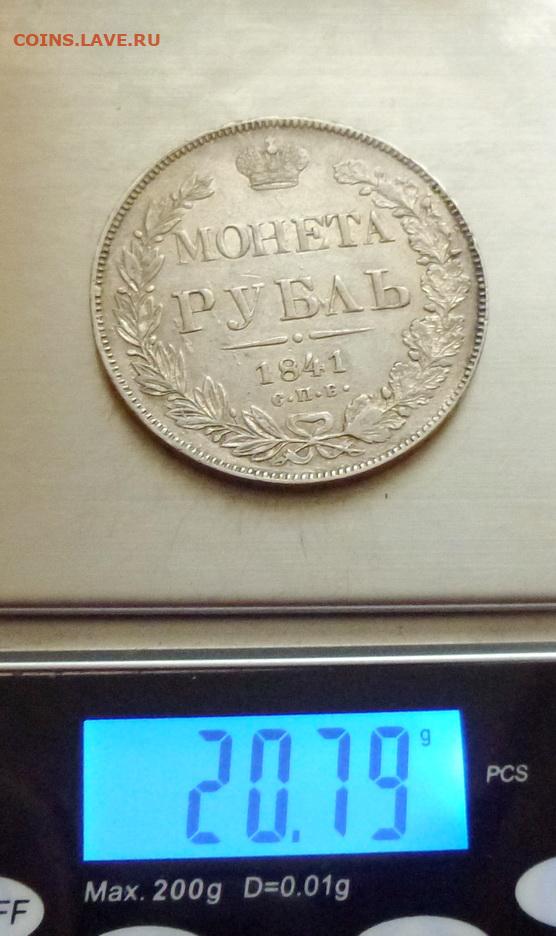 COINS.LAVE.RU
МОНЕТА
РУБЛЬ
1841
С.П.Б.
20.79 g
PCS
Max. 200g D=0.01g
FF